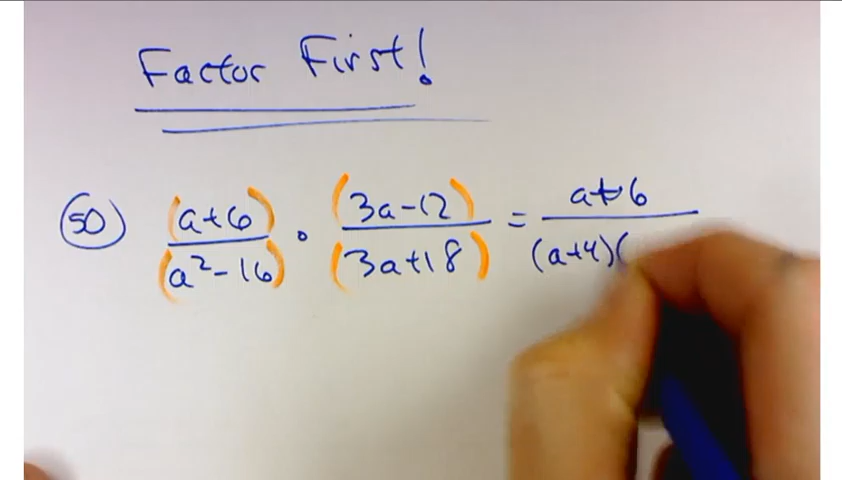 Factor First!
50 (a+6) (3a-12) a+6
(a²-16) • (3a+18) = (a+4)(